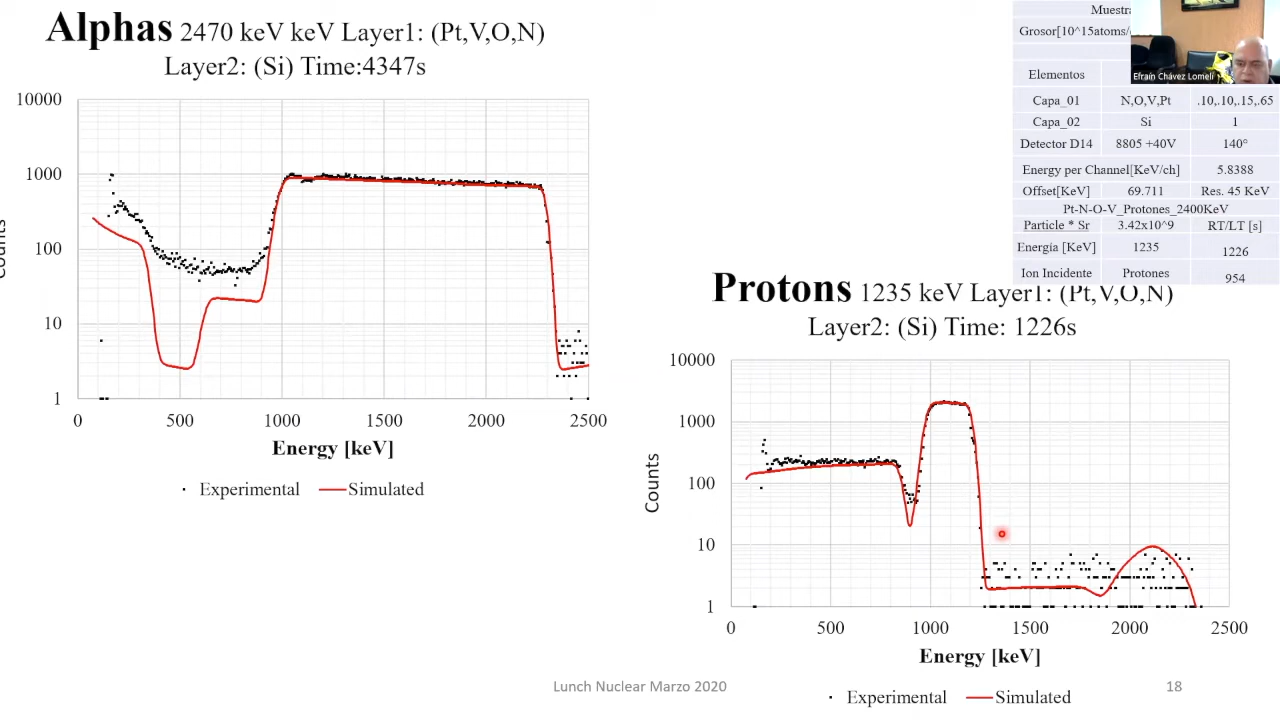 Alphas 2470 keV keV Layer1: (Pt,V,O,N)
Layer2: (Si) Time:4347s
10000
1000
100
10
1
0 500 1000 1500 2000 2500
Energy [keV]
Experimental Simulated
Protons 1235 keV Layer1: (Pt,V,O,N)
Layer2: (Si) Time: 1226s
Counts
10000
1000
100
10
1
0 500 1000 1500 2000 2500
Energy [keV]
Experimental Simulated
Grosor[10^15atoms/
Elementos
Capa_01 N,O,V,Pt .10,.10,.15,.65
Capa_02 Si 1
Detector D14 8805 +40V 140°
Energy per Channel[KeV/ch] 5.8388
Offset[KeV] 69.711 Res. 45 KeV
Pt-N-O-V_Protones_2400KeV
Particle * Sr 3.42x10^9 RT/LT [s]
Energía [KeV] 1235 1226
Ion Incidente Protones 954
Efraín Chávez Lomelí
Lunch Nuclear Marzo 2020
18